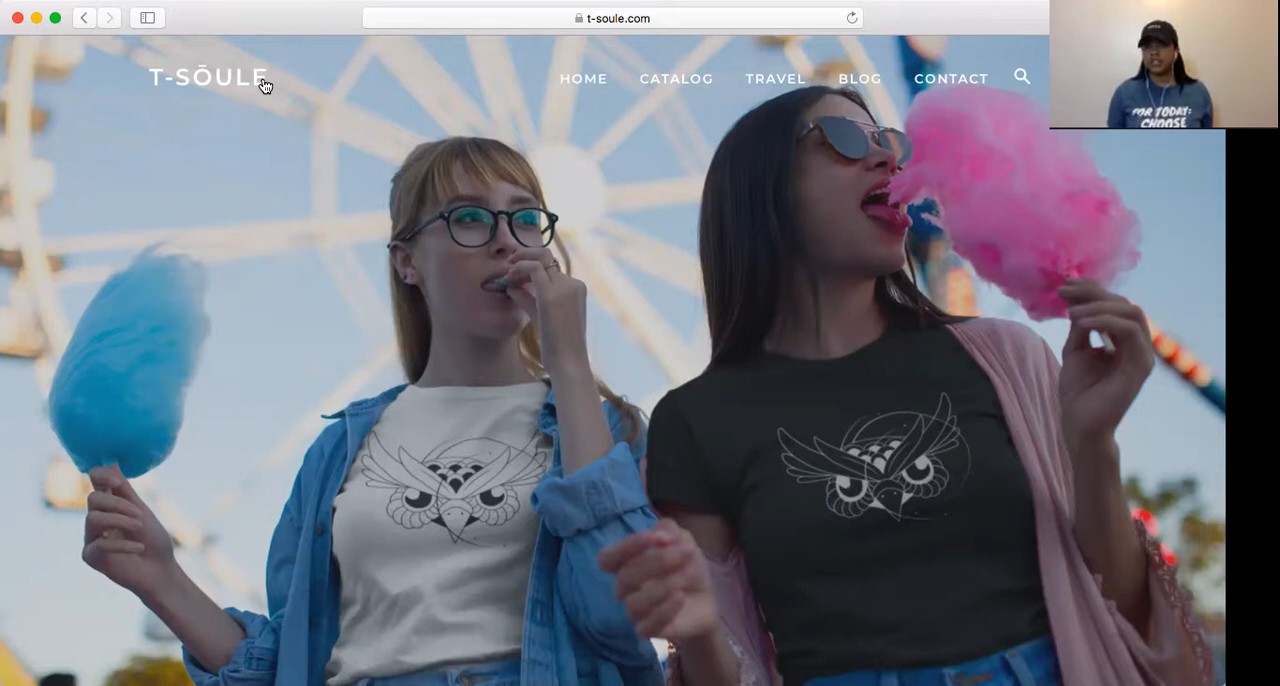 t-soule.com
T-SŌULE
HOME CATALOG TRAVEL BLOG CONTACT
FOR TODAY:
CHOOSE